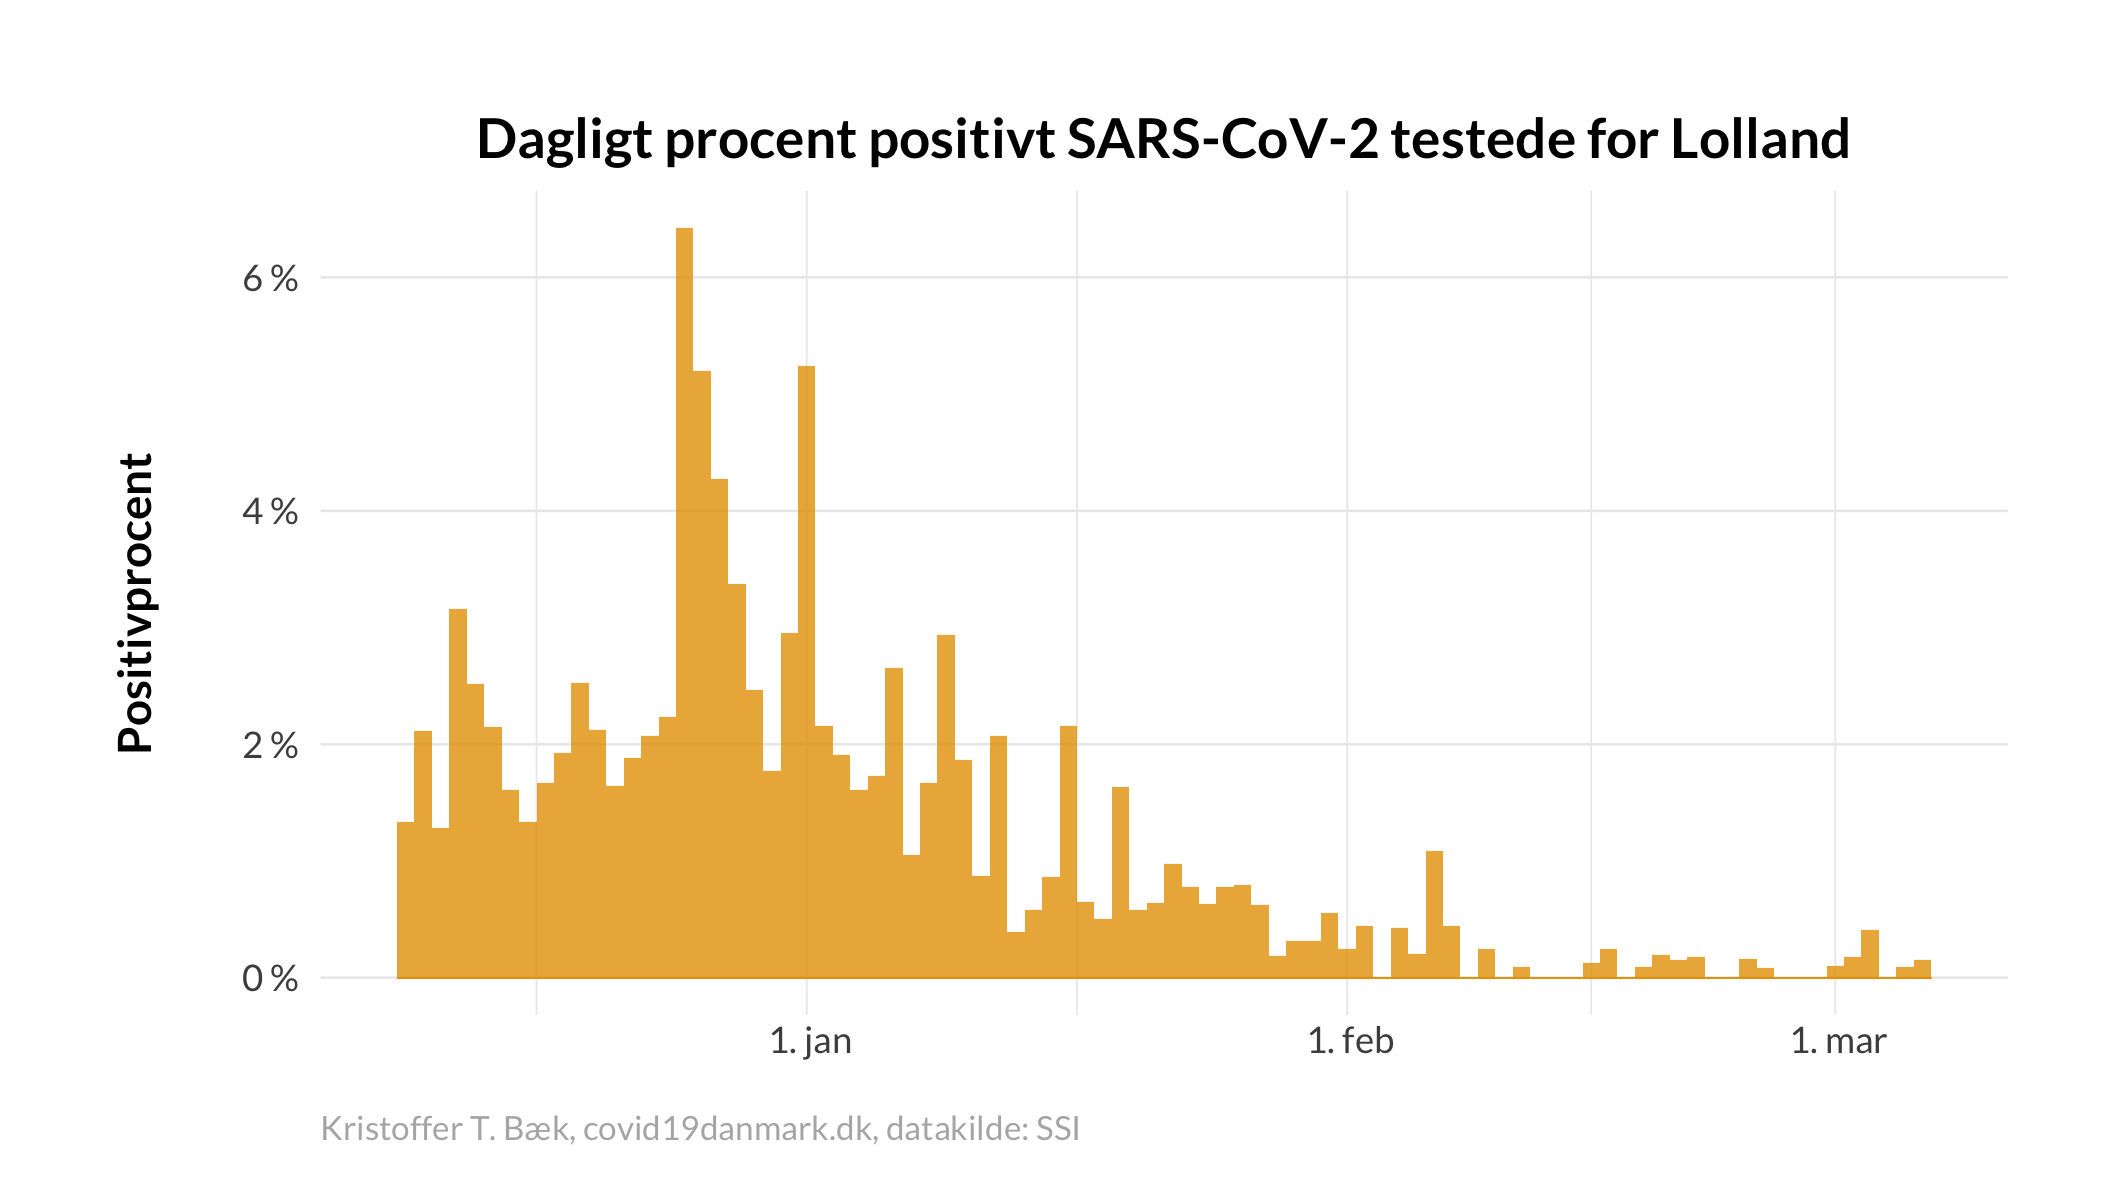 Dagligt procent positivt SARS-CoV-2 testede for Lolland
Positivprocent
6 %
4 %
2 %
0 %
1. jan
1. feb
1. mar
Kristoffer T. Bæk, covid19danmark.dk, datakilde: SSI